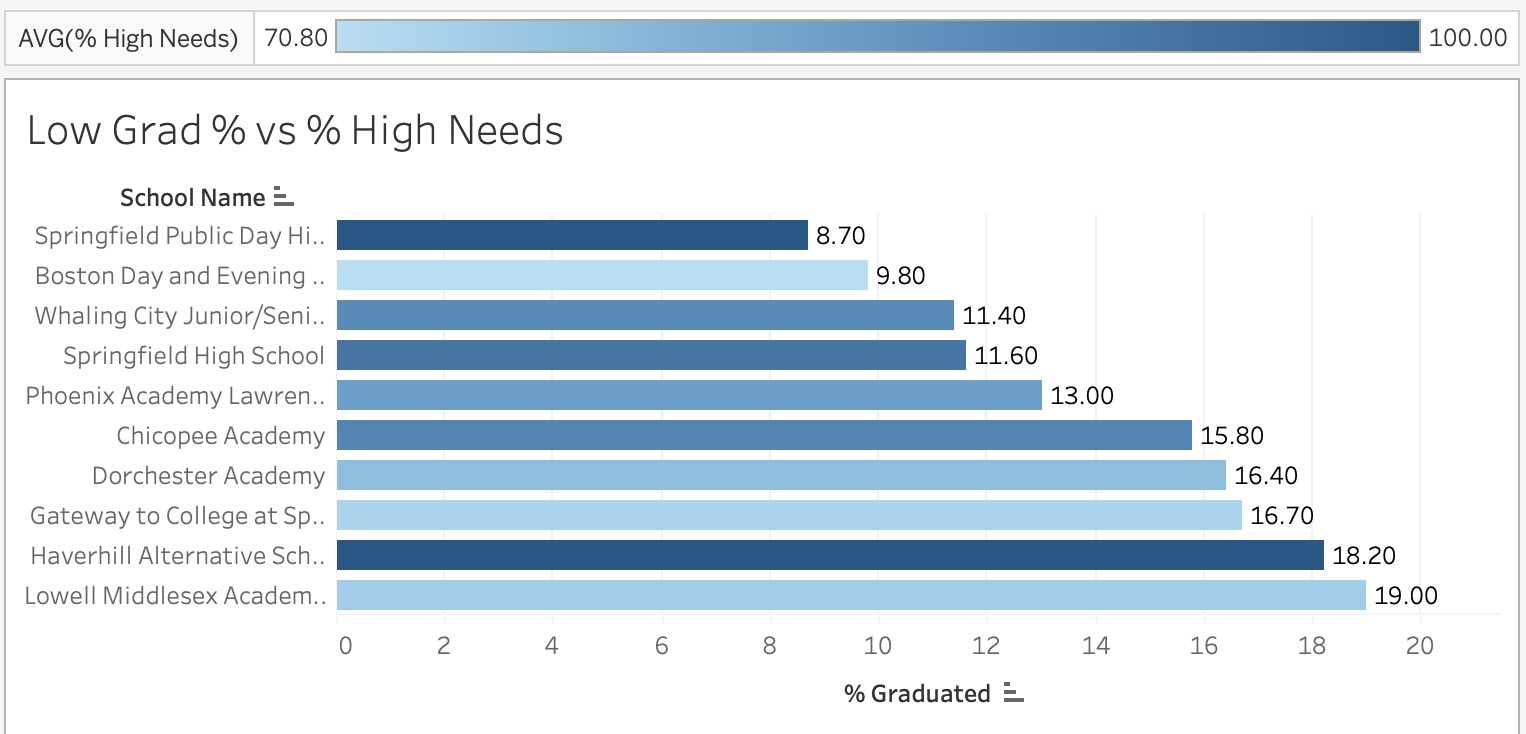 AVG(% High Needs) 70.80 100.00
Low Grad % vs % High Needs
School Name
Springfield Public Day Hi.. 8.70
Boston Day and Evening .. 9.80
Whaling City Junior/Seni.. 11.40
Springfield High School 11.60
Phoenix Academy Lawren.. 13.00
Chicopee Academy 15.80
Dorchester Academy 16.40
Gateway to College at Sp.. 16.70
Haverhill Alternative Sch.. 18.20
Lowell Middlesex Academ.. 19.00
0 2 4 6 8 10 12 14 16 18 20
% Graduated